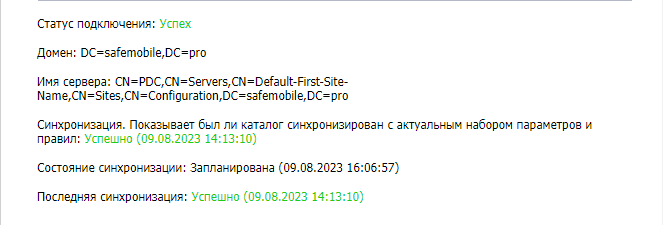 Статус подключения: Успех
Домен: DC=safemobile,DC=pro
Имя сервера: CN=PDC,CN=Servers,CN=Default-First-Site-
Name,CN=Sites,CN=Configuration,DC=safemobile,DC=pro
Синхронизация. Показывает был ли каталог синхронизирован с актуальным набором параметров и
правил: Успешно (09.08.2023 14:13:10)
Состояние синхронизации: Запланирована (09.08.2023 16:06:57)
Последняя синхронизация: Успешно (09.08.2023 14:13:10)